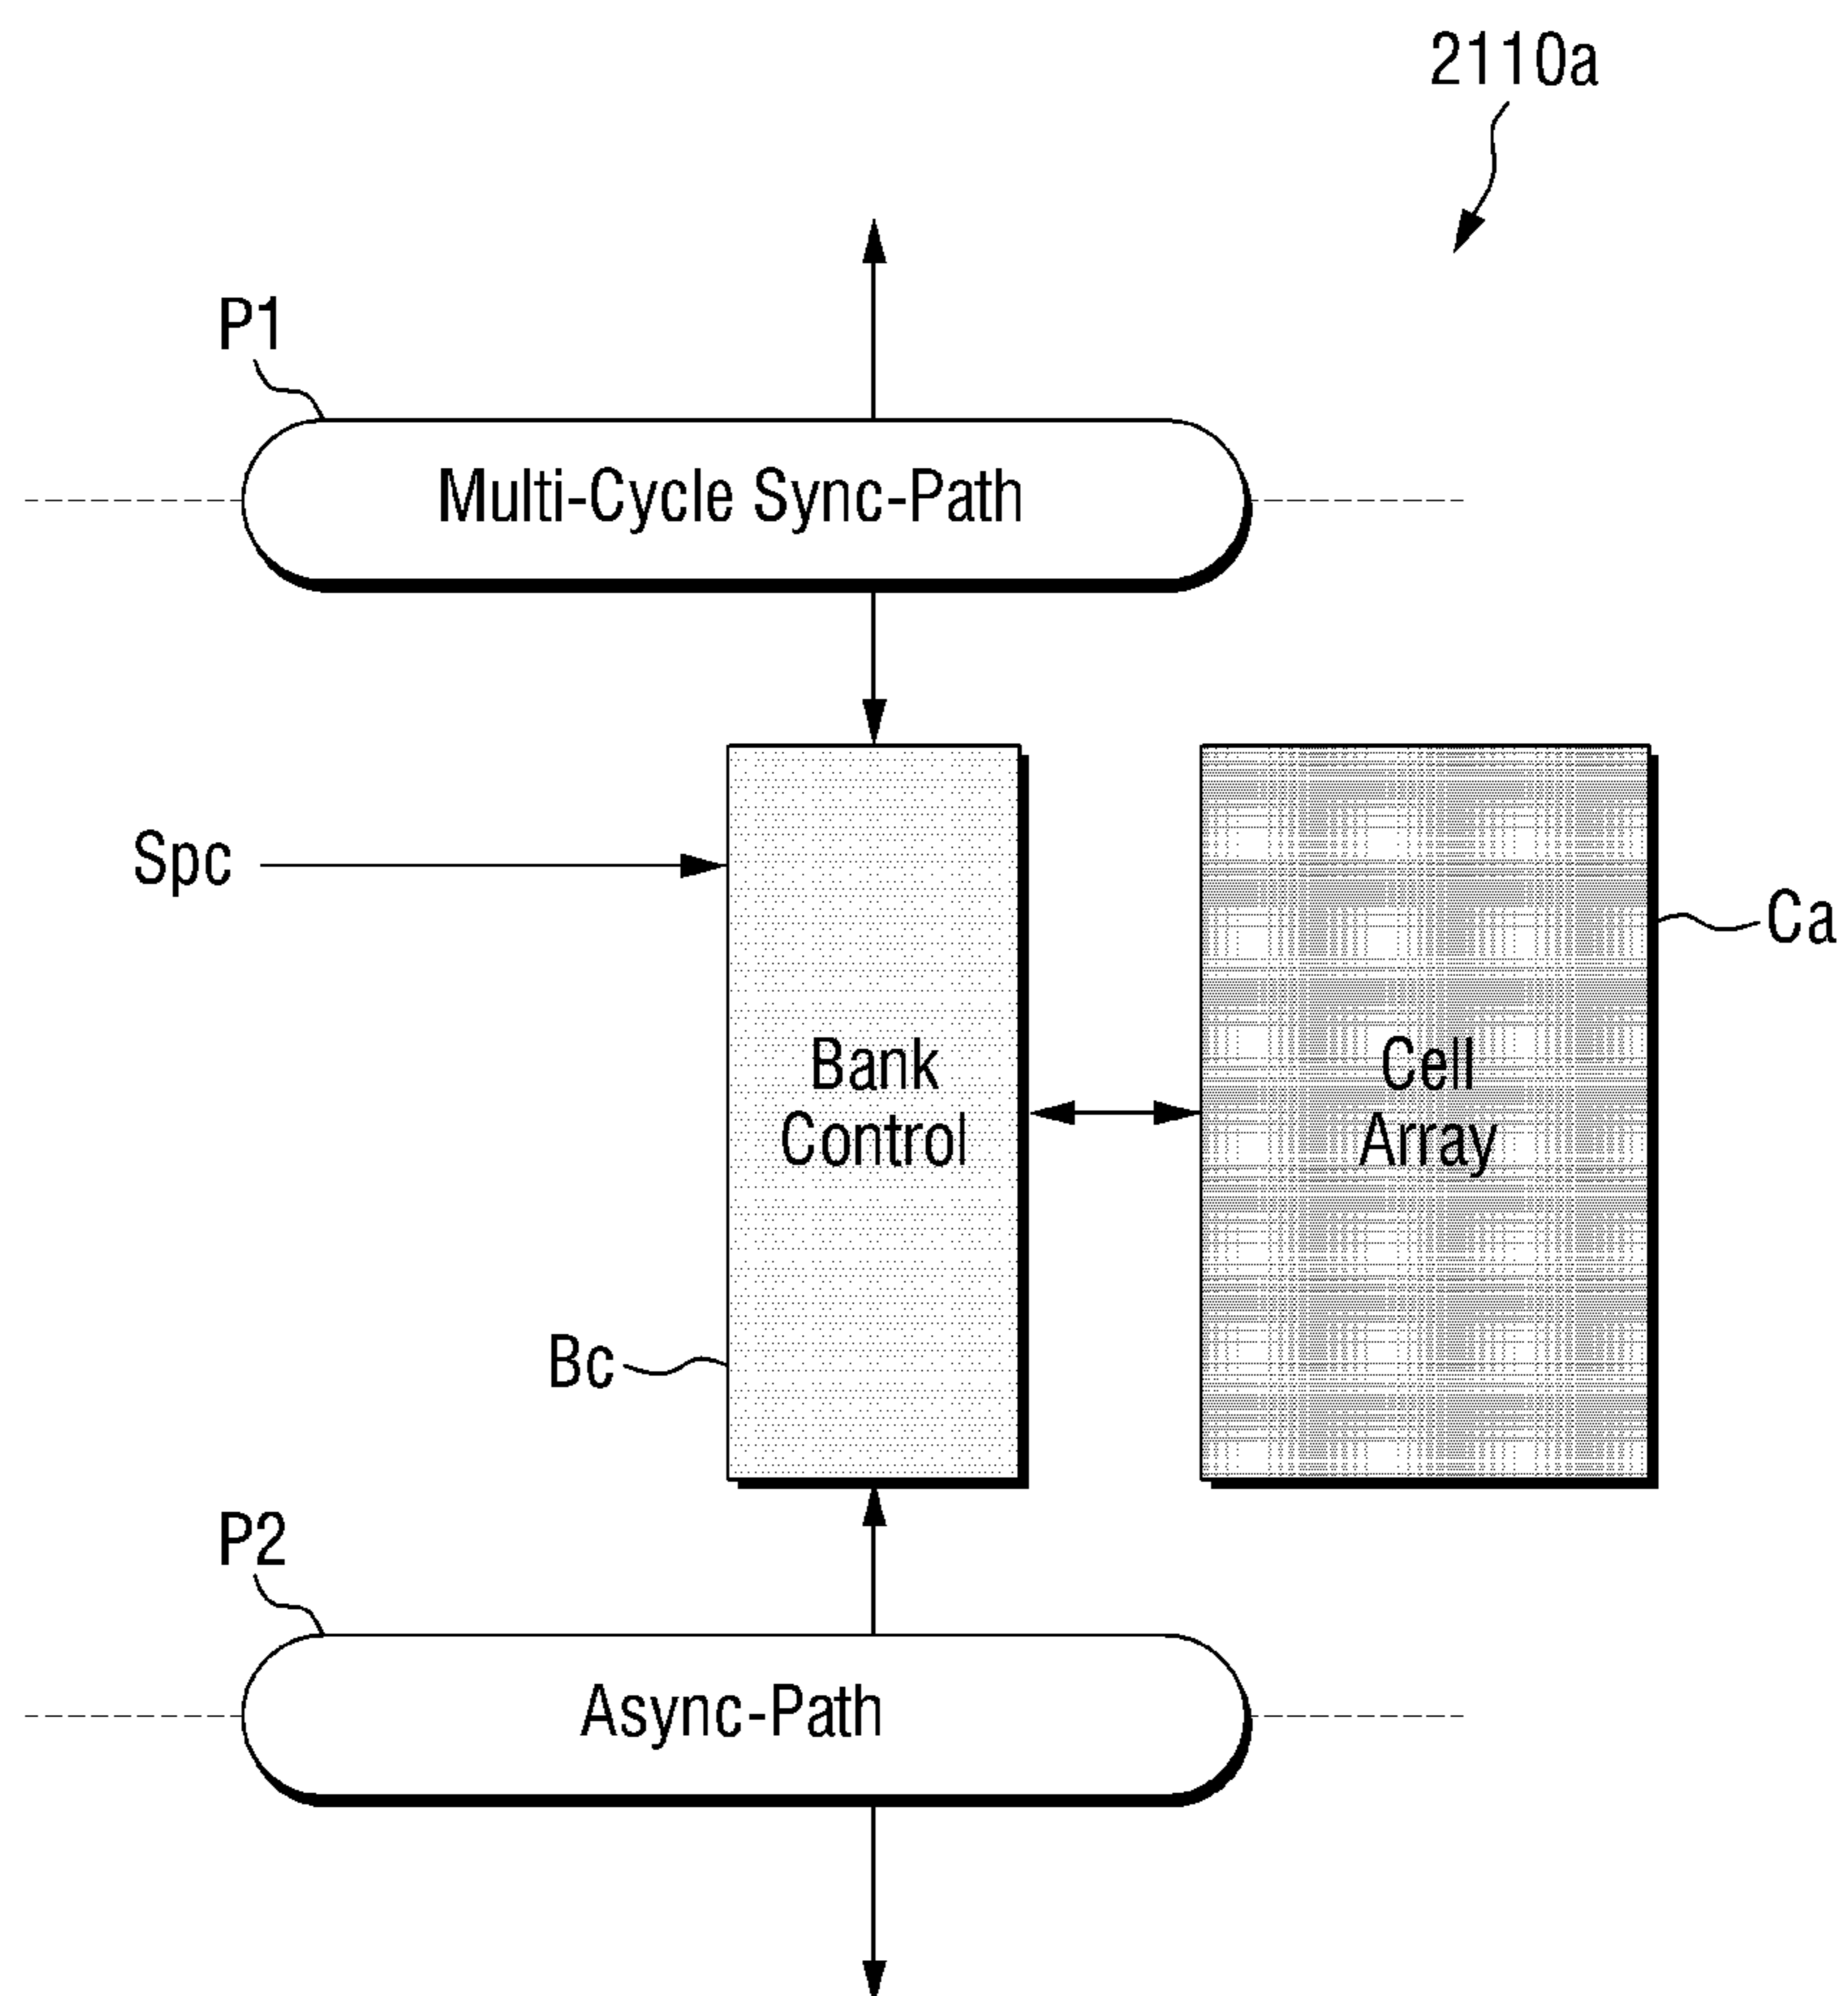 2110a
P1
Multi-Cycle Sync-Path
Spc
Ca
Bank
Control
Cell
Array
Bc
P2
Async-Path